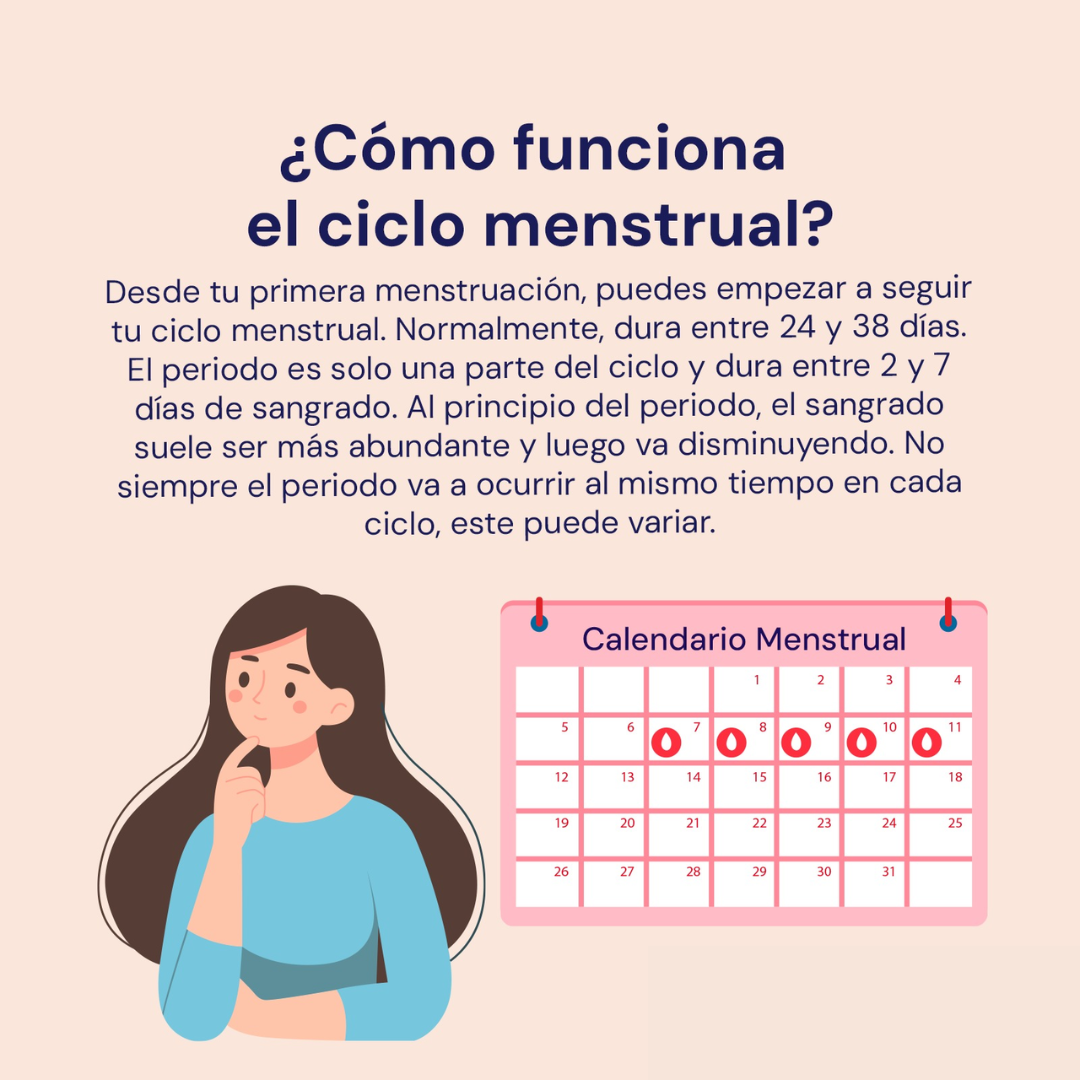 ¿Cómo funciona
el ciclo menstrual?
Desde tu primera menstruación, puedes empezar a seguir
tu ciclo menstrual. Normalmente, dura entre 24 y 38 días.
El periodo es solo una parte del ciclo y dura entre 2 y 7
días de sangrado. Al principio del periodo, el sangrado
suele ser más abundante y luego va disminuyendo. No
siempre el periodo va a ocurrir al mismo tiempo en cada
ciclo, este puede variar.
Calendario Menstrual
1 2 3 4
5 6 7 8 9 10 11
12 13 14 15 16 17 18
19 20 21 22 23 24 25
26 27 28 29 30 31